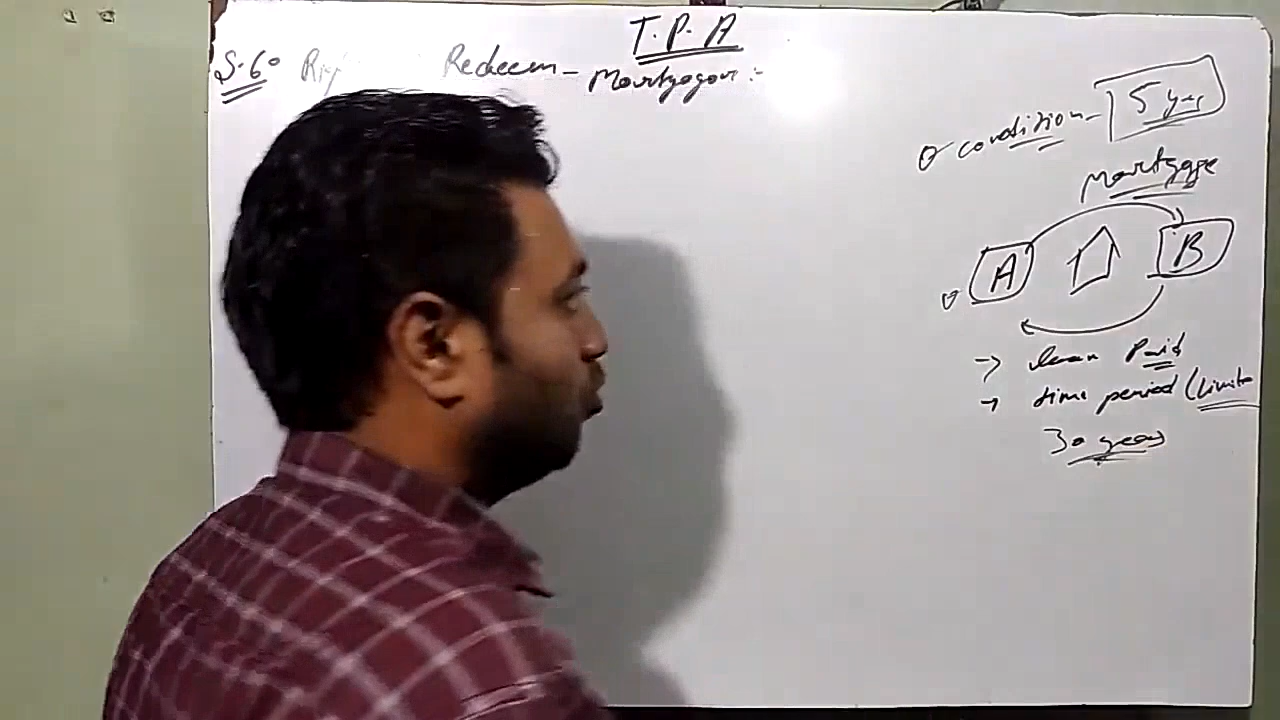 T.P.A
S.60 Redeem - Mortgagor :-
condition - 5 year
Mortgage
A B
→ loan Paid
→ time period (Limita
30 years